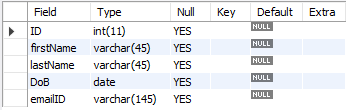 Field Type Null Key Default Extra
ID int(11) YES NULL
firstName varchar(45) YES NULL
lastName varchar(45) YES NULL
DoB date YES NULL
emailID varchar(145) YES NULL